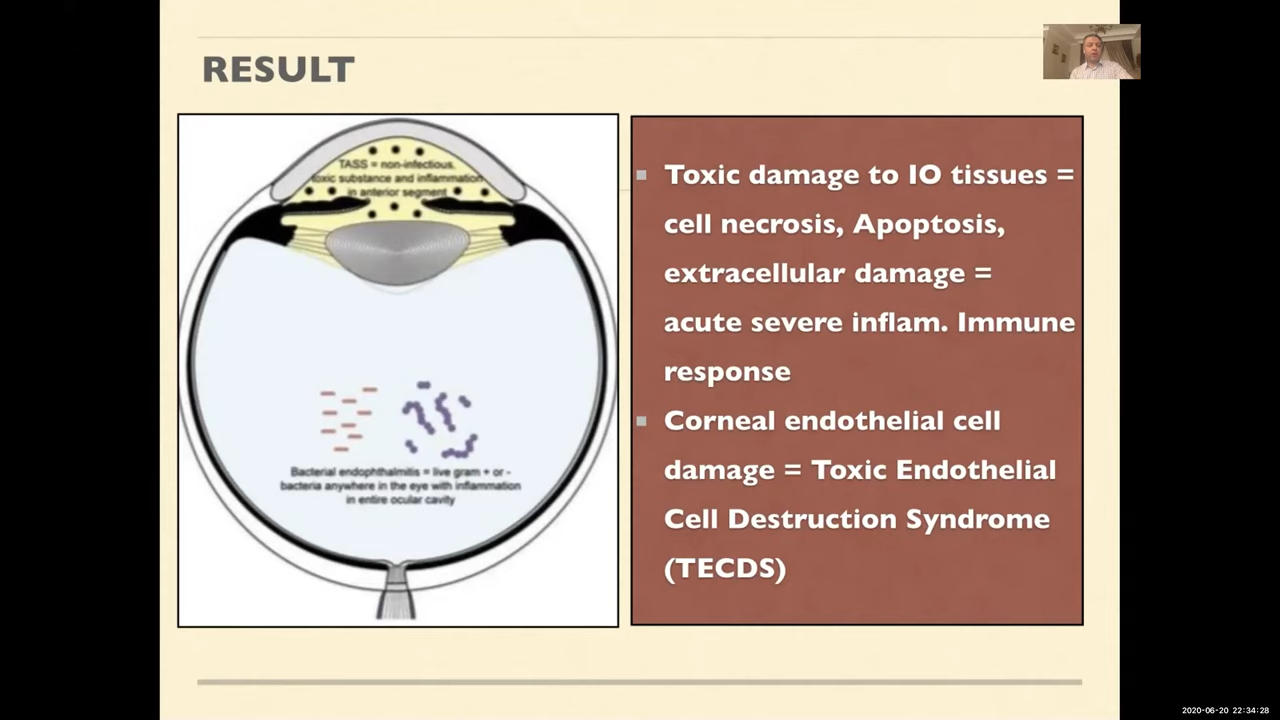 RESULT
TASS = non-infectious,
toxic substance and inflammation
in anterior segment
Bacterial endophthalmitis = live gram + or -
bacteria anywhere in the eye with inflammation
in entire ocular cavity
Toxic damage to IO tissues =
cell necrosis, Apoptosis,
extracellular damage =
acute severe inflam. Immune
response
Corneal endothelial cell
damage = Toxic Endothelial
Cell Destruction Syndrome
(TECDS)
2020-06-20 22:34:28